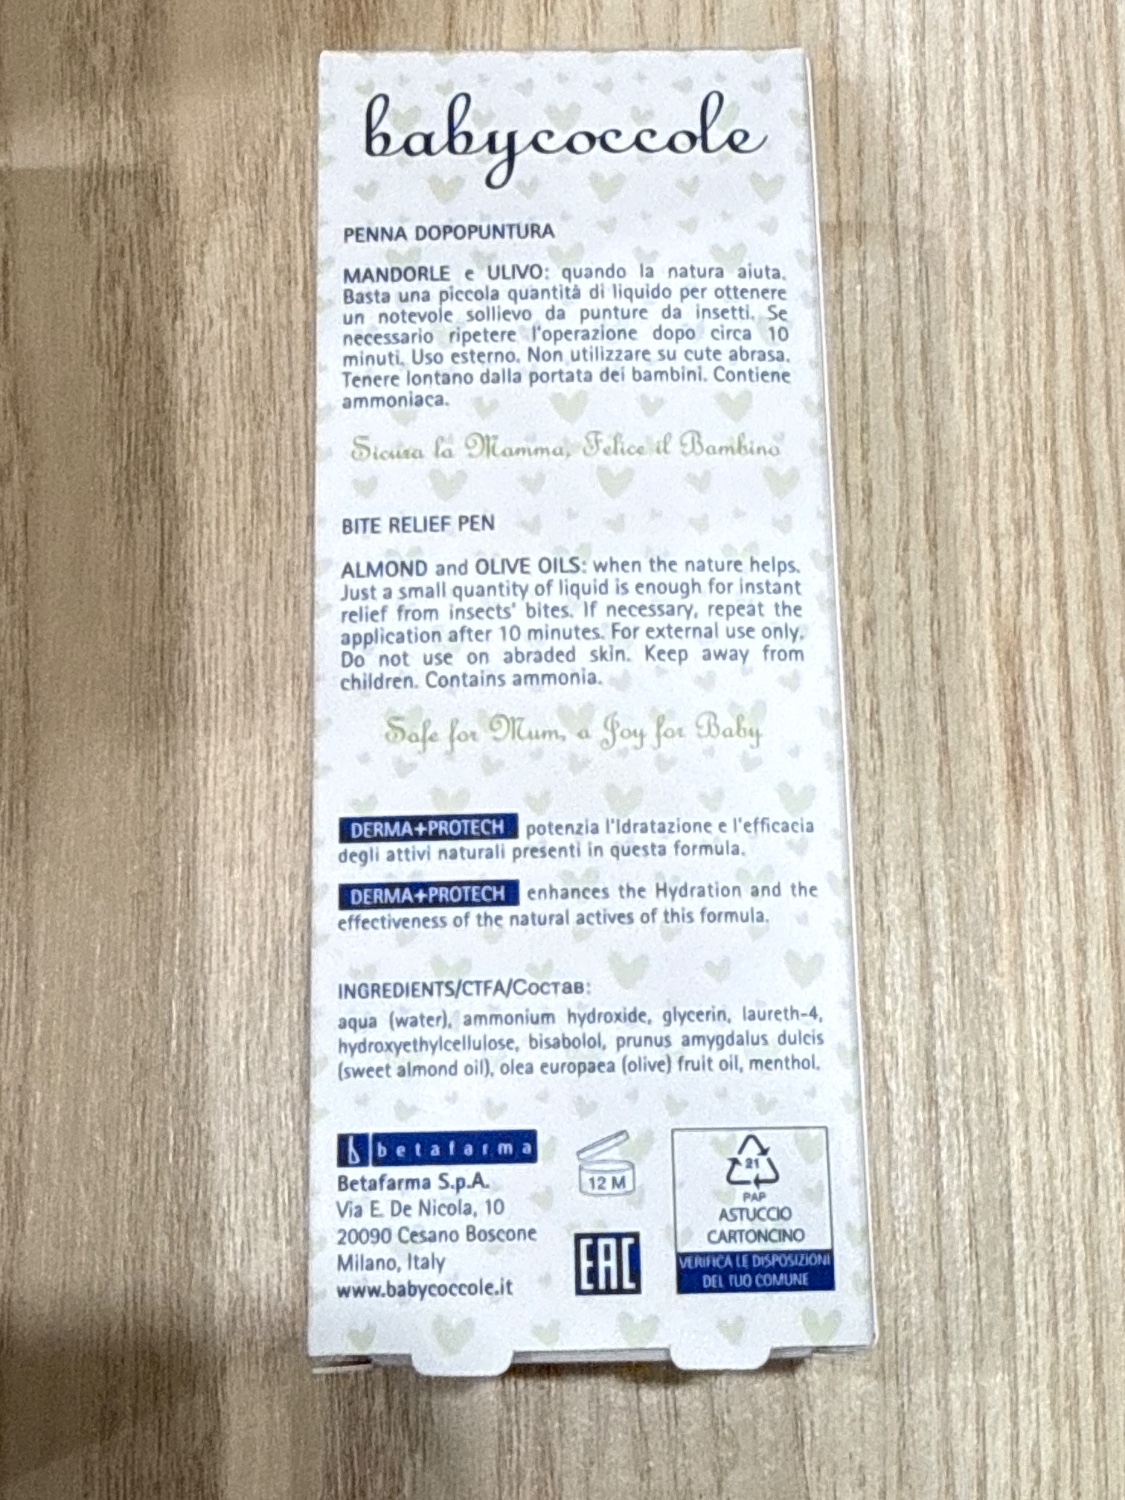 babycoccole
PENNA DOPOPUNTURA
MANDORLE e ULIVO: quando la natura aiuta.
Basta una piccola quantità di liquido per ottenere
un notevole sollievo da punture da insetti. Se
necessario ripetere l'operazione dopo circa 10
minuti. Uso esterno. Non utilizzare su cute abrasa.
Tenere lontano dalla portata dei bambini. Contiene
ammoniaca.
Sicura la Mamma, Felice il Bambino
BITE RELIEF PEN
ALMOND and OLIVE OILS: when the nature helps.
Just a small quantity of liquid is enough for instant
relief from insects' bites. If necessary, repeat the
application after 10 minutes. For external use only.
Do not use on abraded skin. Keep away from
children. Contains ammonia.
Safe for Mum, a Joy for Baby
DERMA+PROTECH potenzia l'Idratazione e l'efficacia
degli attivi naturali presenti in questa formula.
DERMA+PROTECH enhances the Hydration and the
effectiveness of the natural actives of this formula.
INGREDIENTS/CTFA/Состав:
aqua (water), ammonium hydroxide, glycerin, laureth-4,
hydroxyethylcellulose, bisabolol, prunus amygdalus dulcis
(sweet almond oil), olea europaea (olive) fruit oil, menthol.
b betafarma
Betafarma S.p.A.
Via E. De Nicola, 10
20090 Cesano Boscone
Milano, Italy
www.babycoccole.it
12 M
EAC
21
PAP
ASTUCCIO
CARTONCINO
VERIFICA LE DISPOSIZIONI
DEL TUO COMUNE